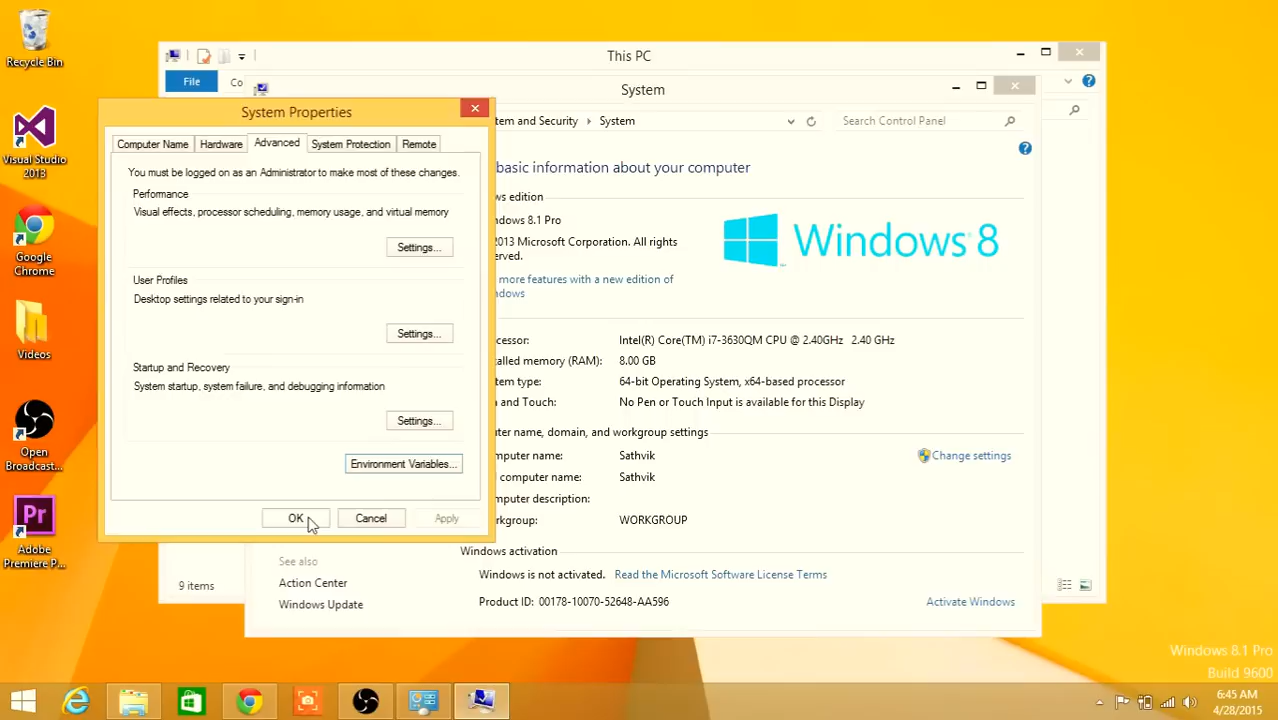 Recycle Bin
Visual Studio
2013
Google
Chrome
Videos
Open
Broadcast...
Adobe
Premiere P...
This PC
File
Co
System
tem and Security
System
Search Control Panel
basic information about your computer
ws edition
ndows 8.1 Pro
2013 Microsoft Corporation. All rights
rved.
more features with a new edition of
ndows
Windows 8
cessor:
Intel(R) Core(TM) i7-3630QM CPU @ 2.40GHz 2.40 GHz
alled memory (RAM):
8.00 GB
tem type:
64-bit Operating System, x64-based processor
and Touch:
No Pen or Touch Input is available for this Display
uter name, domain, and workgroup settings
mputer name:
Sathvik
Change settings
computer name:
Sathvik
mputer description:
rkgroup:
WORKGROUP
Windows activation
Windows is not activated. Read the Microsoft Software License Terms
Product ID: 00178-10070-52648-AA596
Activate Windows
See also
Action Center
Windows Update
9 items
System Properties
Computer Name
Hardware
Advanced
System Protection
Remote
You must be logged on as an Administrator to make most of these changes.
Performance
Visual effects, processor scheduling, memory usage, and virtual memory
Settings...
User Profiles
Desktop settings related to your sign-in
Settings...
Startup and Recovery
System startup, system failure, and debugging information
Settings...
Environment Variables...
OK
Cancel
Apply
Windows 8.1 Pro
Build 9600
6:45 AM
4/28/2015